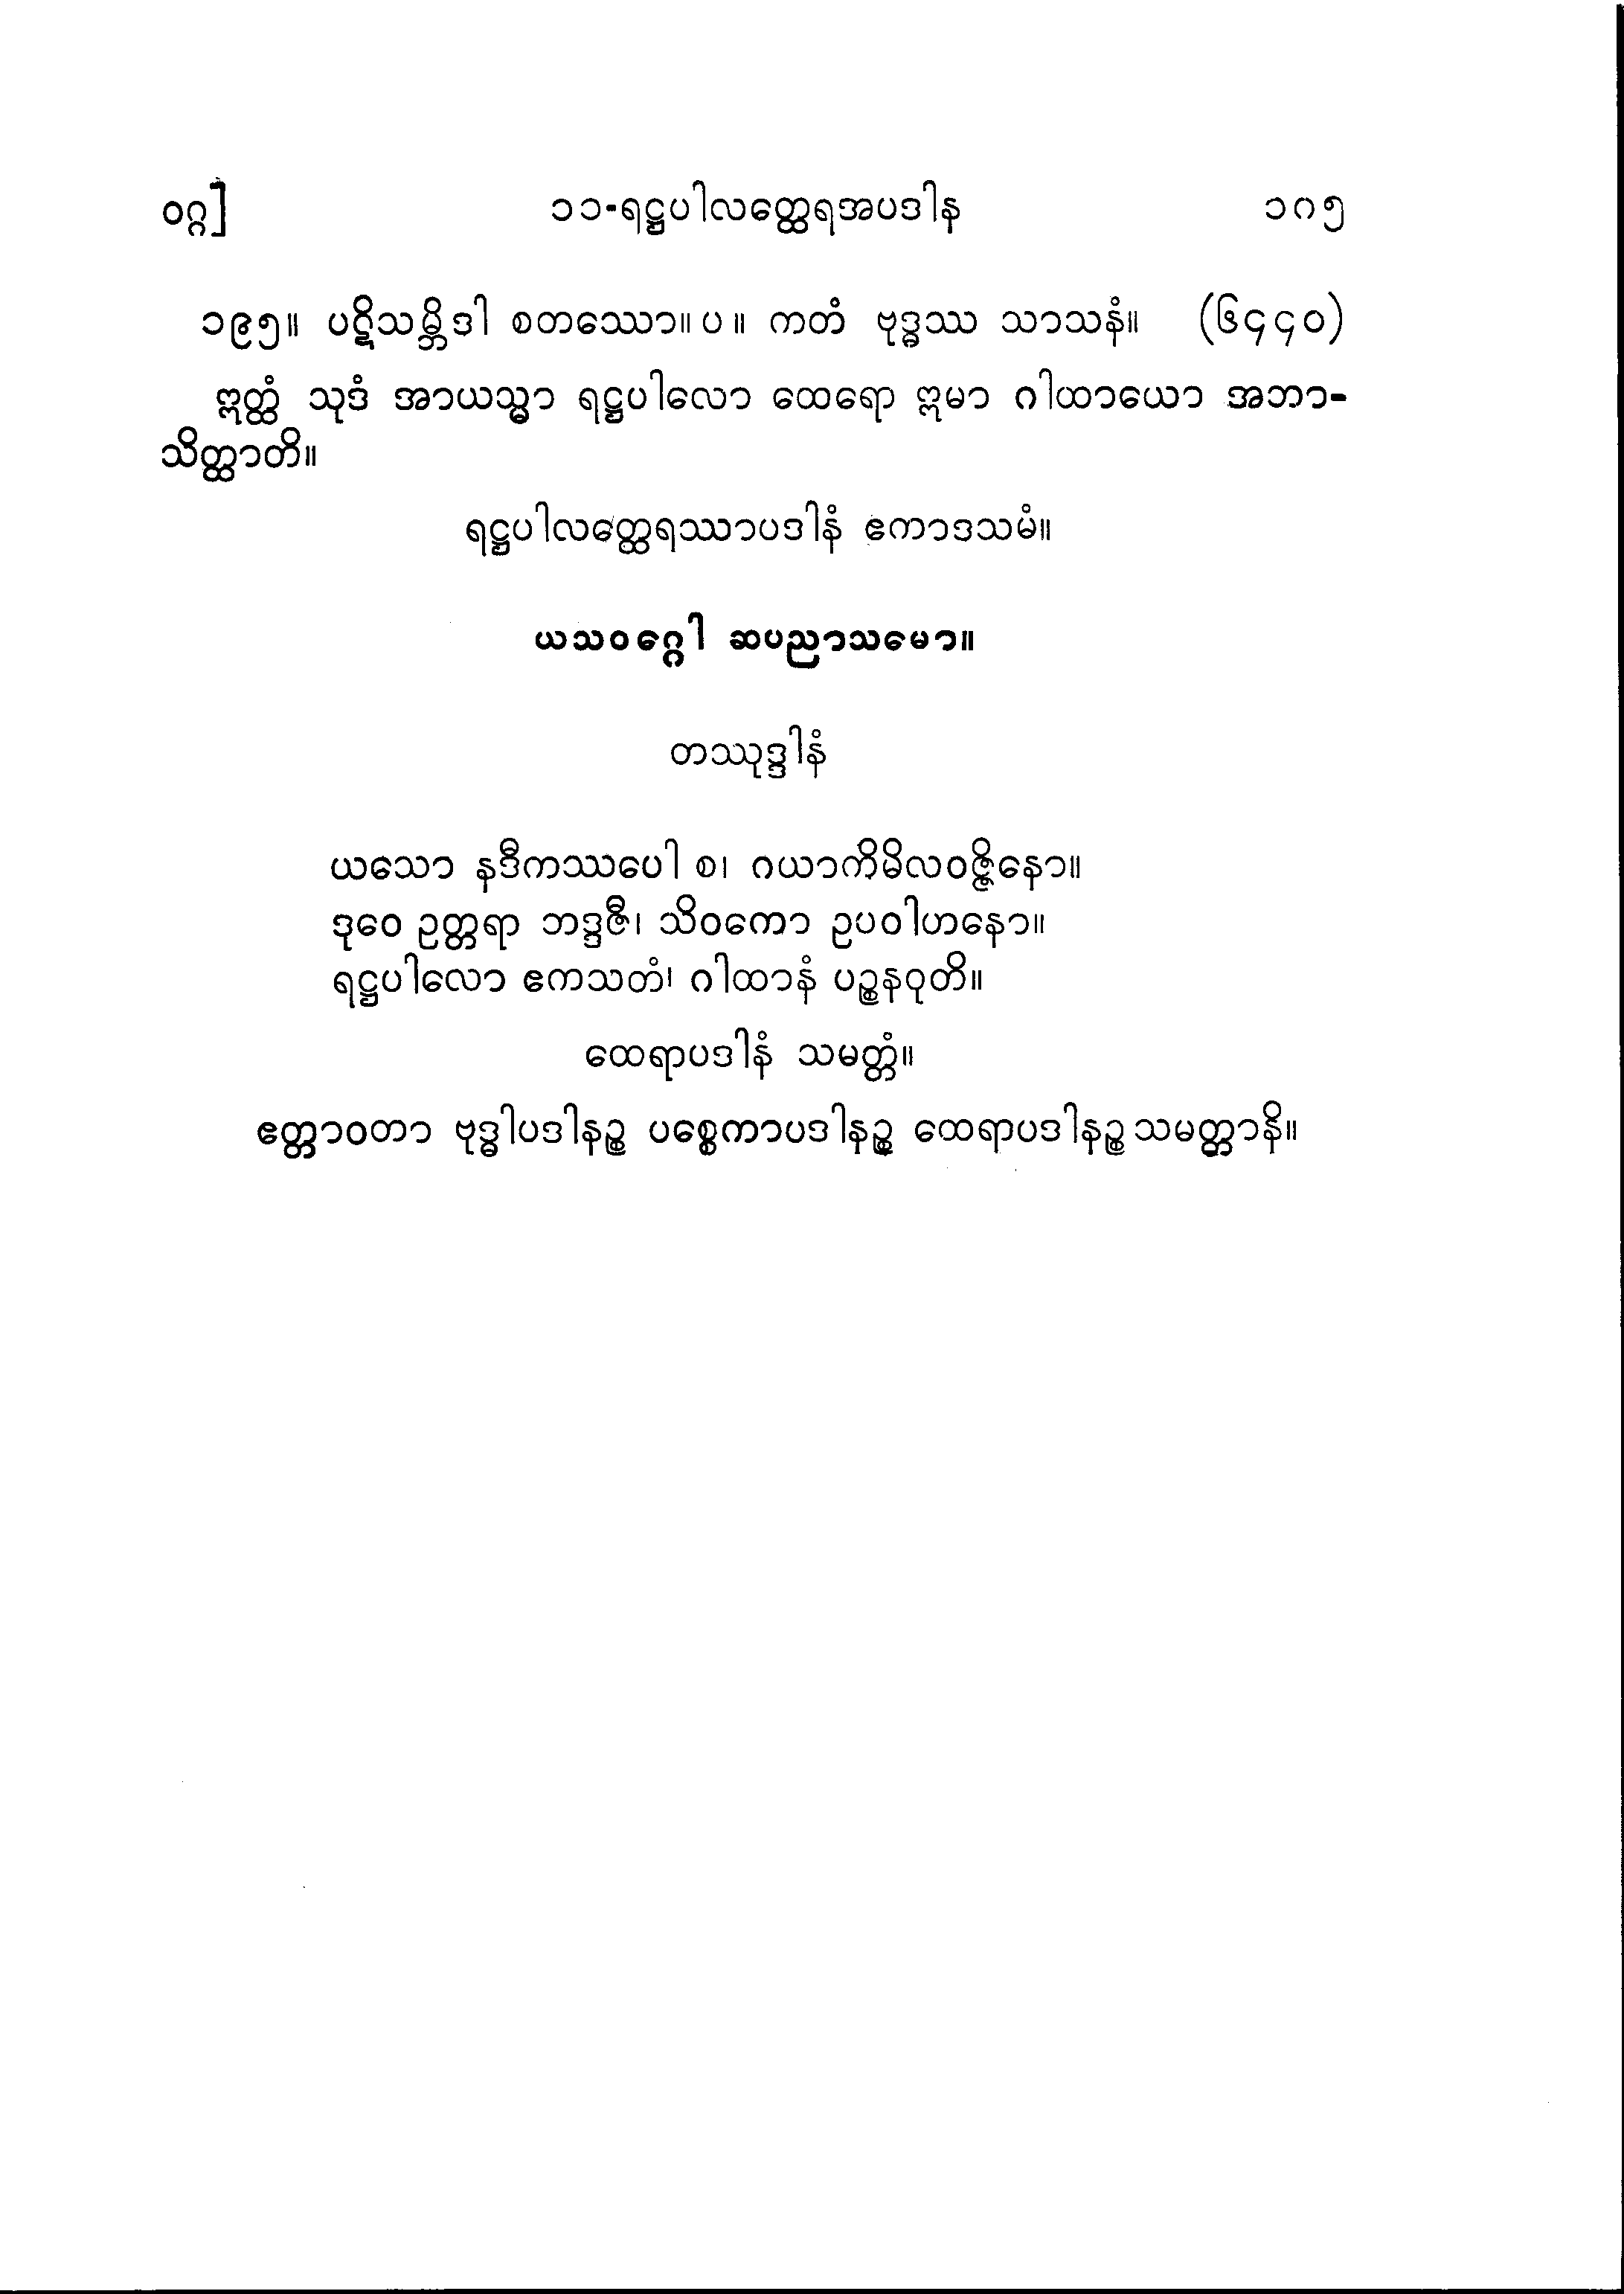 ဝဂ္ဂ]
၁၁-ရဋ္ဌပါလတ္ထေရအပဒါန
၁ဂ၅
၁၉၅။ ပဋိသမ္ဘိဒါ စတဿော။ ပ ။ ကတံ ဗုဒ္ဓဿ သာသနံ။ (၆၄၄၀)
ဣတ္ထံ သုဒံ အာယသ္မာ ရဋ္ဌပါလော ထေရော ဣမာ ဂါထာယော အဘာ-
သိတ္ထာတိ။
ရဋ္ဌပါလတ္ထေရဿာပဒါနံ ဧကာဒသမံ။
ယသဝဂ္ဂေါ ဆပညာသမော။
တဿုဒ္ဒါနံ
ယသော နဒီကဿပေါ စ၊ ဂယာကိမိလဝဇ္ဇိနော။
ဒုဝေ ဥတ္တရာ ဘဒ္ဒဇီ၊ သိဝကော ဥပဝါဟနော။
ရဋ္ဌပါလော ဧကသတံ၊ ဂါထာနံ ပဉ္စနဝုတိ။
ထေရာပဒါနံ သမတ္တံ။
ဧတ္တာဝတာ ဗုဒ္ဓါပဒါနဉ္စ ပစ္စေကာပဒါနဉ္စ ထေရာပဒါနဉ္စ သမတ္တာနိ။